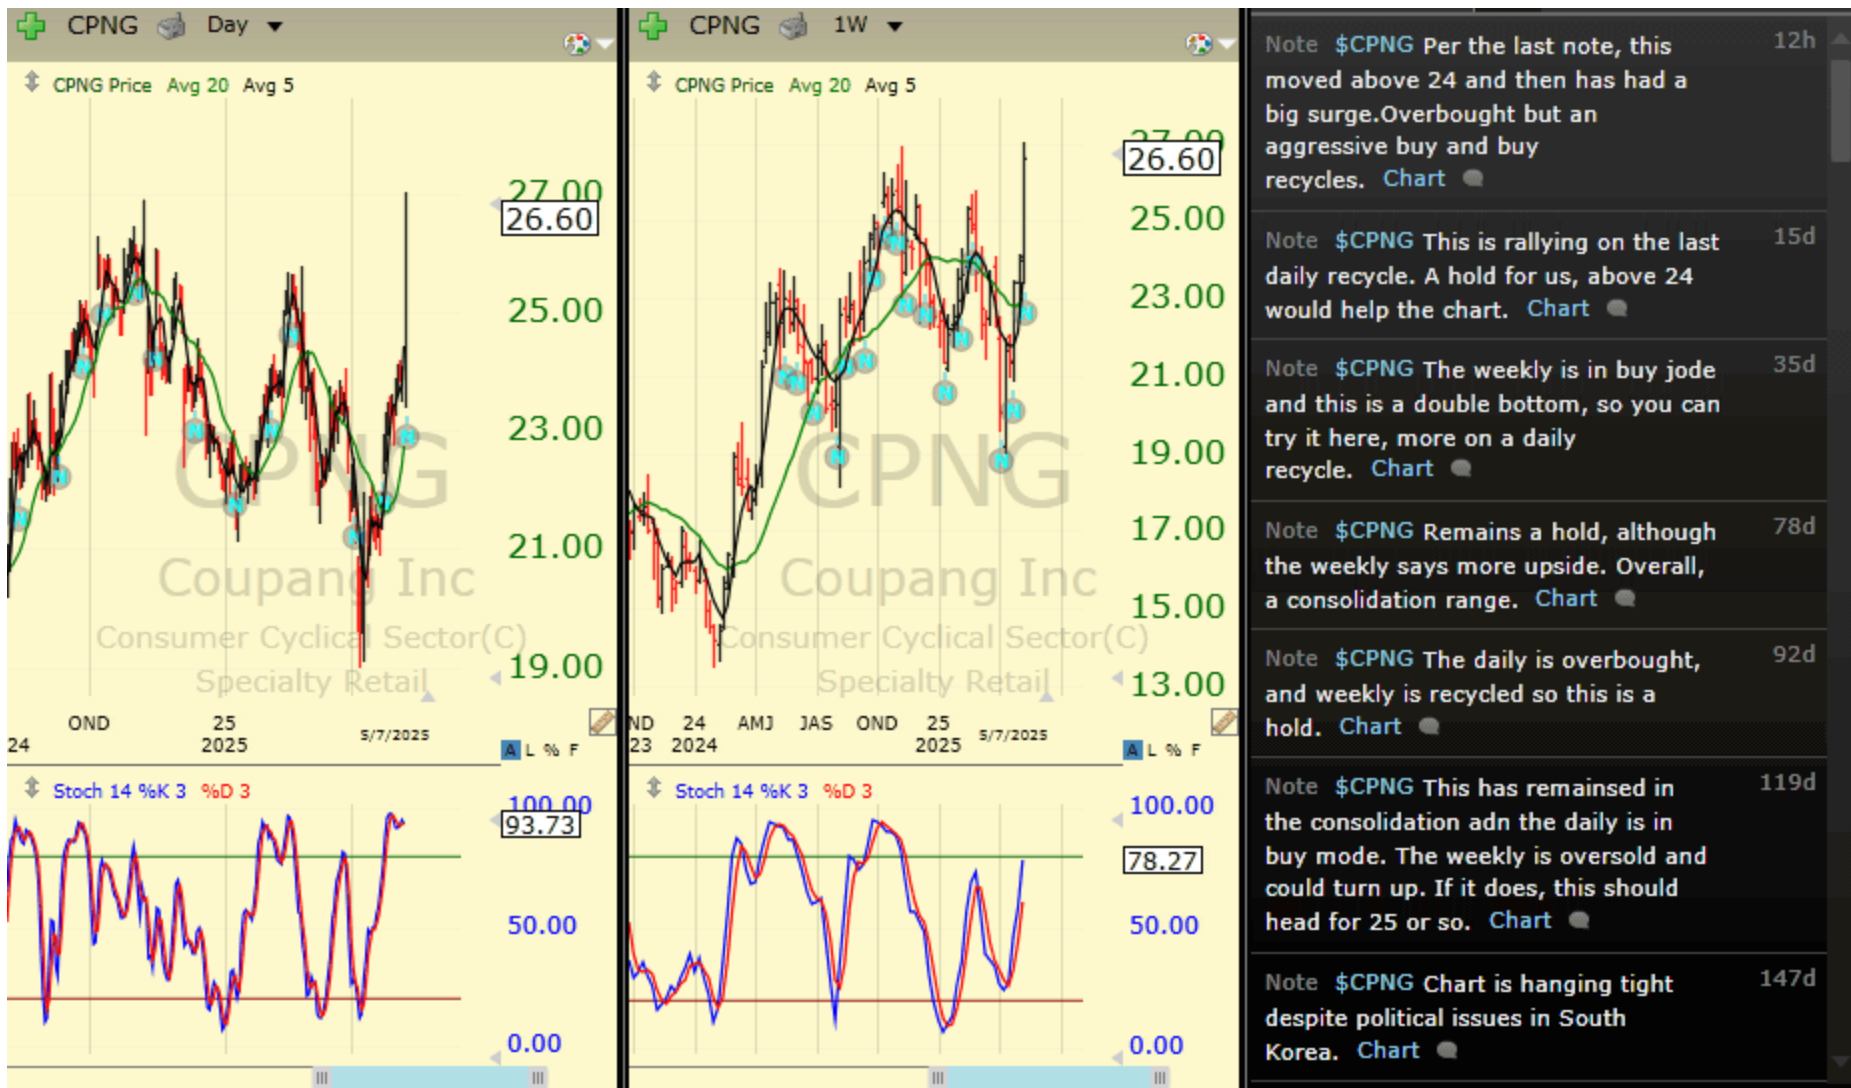 CPNG Day
CPNG Price Avg 20 Avg 5
27.00
26.60
25.00
23.00
21.00
19.00
CPNG
Coupang Inc
Consumer Cyclical Sector(C)
Specialty Retail
OND 25
24 2025 5/7/2025
A L % F
Stoch 14 %K 3 %D 3
100.00
93.73
50.00
0.00
CPNG 1W
CPNG Price Avg 20 Avg 5
27.00
26.60
25.00
23.00
21.00
19.00
17.00
15.00
13.00
CPNG
Coupang Inc
Consumer Cyclical Sector(C)
Specialty Retail
ND 24 AMJ JAS OND 25
23 2024 2025 5/7/2025
A L % F
Stoch 14 %K 3 %D 3
100.00
78.27
50.00
0.00
Note $CPNG Per the last note, this 12h
moved above 24 and then has had a
big surge.Overbought but an
aggressive buy and buy
recycles. Chart
Note $CPNG This is rallying on the last 15d
daily recycle. A hold for us, above 24
would help the chart. Chart
Note $CPNG The weekly is in buy jode 35d
and this is a double bottom, so you can
try it here, more on a daily
recycle. Chart
Note $CPNG Remains a hold, although 78d
the weekly says more upside. Overall,
a consolidation range. Chart
Note $CPNG The daily is overbought, 92d
and weekly is recycled so this is a
hold. Chart
Note $CPNG This has remainsed in 119d
the consolidation adn the daily is in
buy mode. The weekly is oversold and
could turn up. If it does, this should
head for 25 or so. Chart
Note $CPNG Chart is hanging tight 147d
despite political issues in South
Korea. Chart